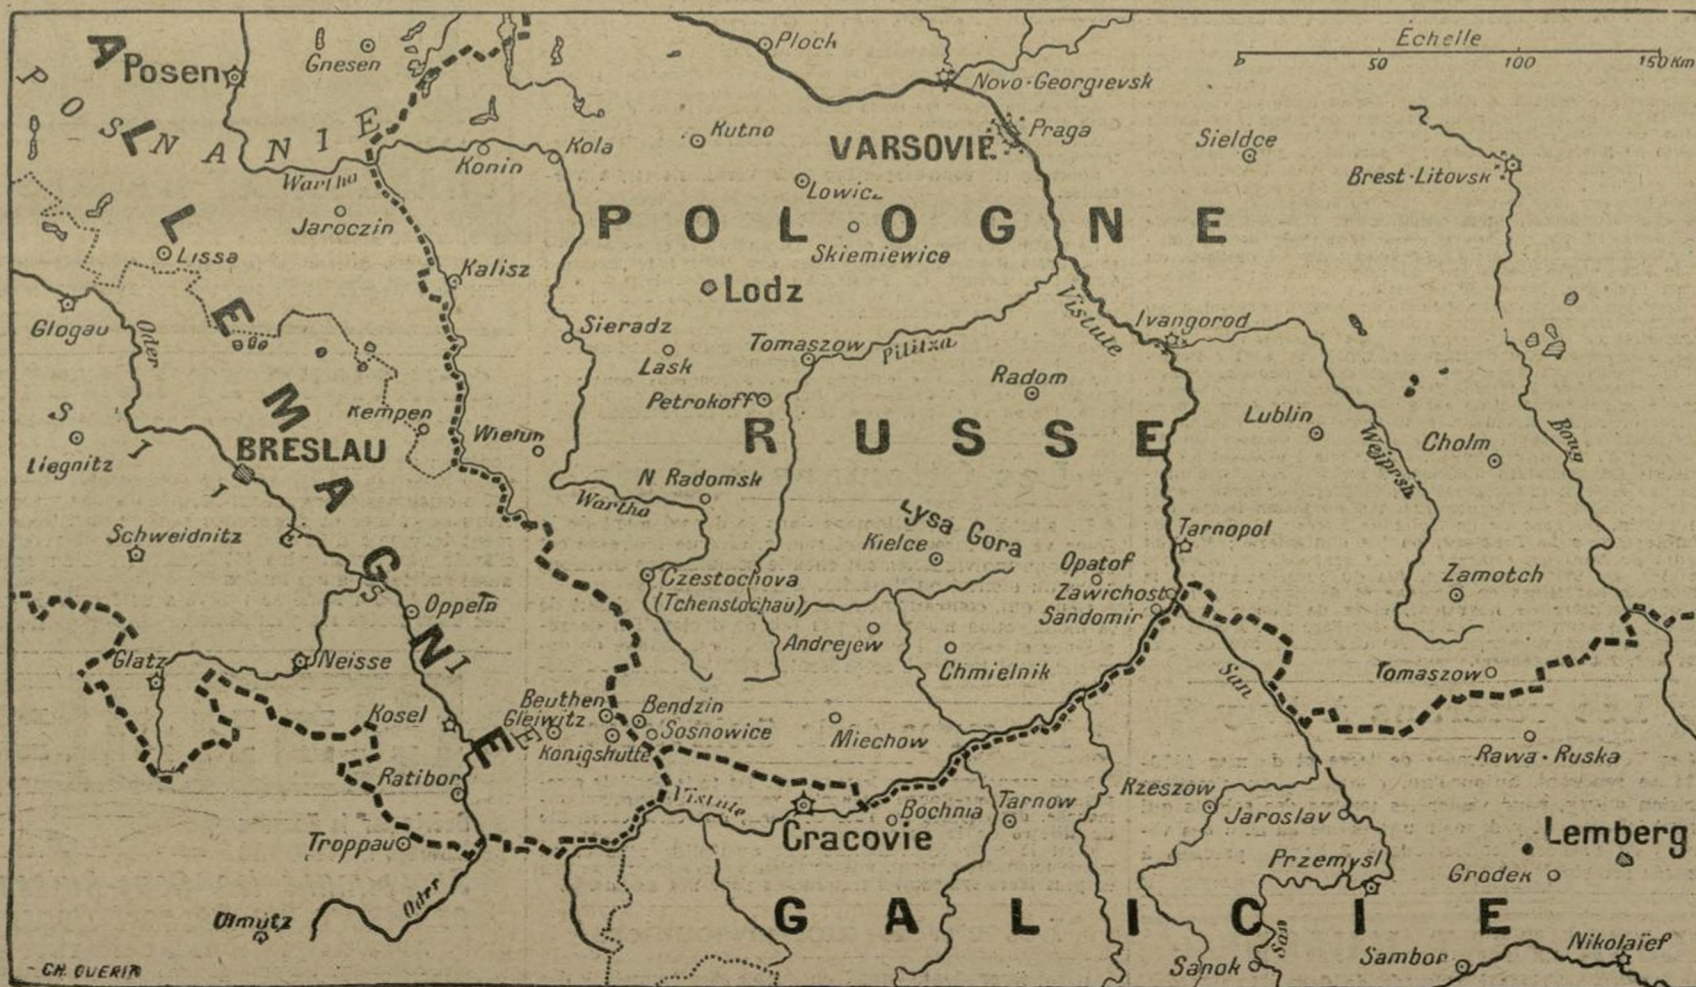 Echelle
0 50 100 150 Km
ALLEMAGNE
POSNANIE
SILESIE
POLOGNE
RUSSE
GALICIE
Posen
Gnesen
Ploch
Novo-Georgievsk
Kutno
VARSOVIE
Praga
Sieldce
Brest-Litovsk
Konin
Kola
Wartha
Lowicz
Jaroczin
Skiemiewice
Lissa
Kalisz
Lodz
Glogau
Oder
Sieradz
Lask
Tomaszow
Pilitza
Vistule
Ivangorod
Petrokoff
Radom
Kempen
Lublin
Cholm
Wejprsh
Boug
Liegnitz
BRESLAU
Wielun
N. Radomsk
Wartha
Lysa Gora
Kielce
Schweidnitz
Tarnopol
Opatof
Zawichost
Sandomir
Zamotch
Czestochova
(Tchenstochau)
Oppeln
Andrejew
Chmielnik
Glatz
Neisse
San
Tomaszow
Kosel
Beuthen
Gleiwitz
Konigshutte
Bendzin
Sosnowice
Miechow
Rawa-Ruska
Ratibor
Vistule
Cracovie
Bochnia
Tarnow
Rzeszow
Jaroslav
Lemberg
Troppau
Przemysl
Grodek
Olmutz
Oder
San
Sanok
Sambor
Nikolaïef
CH. GUERIN